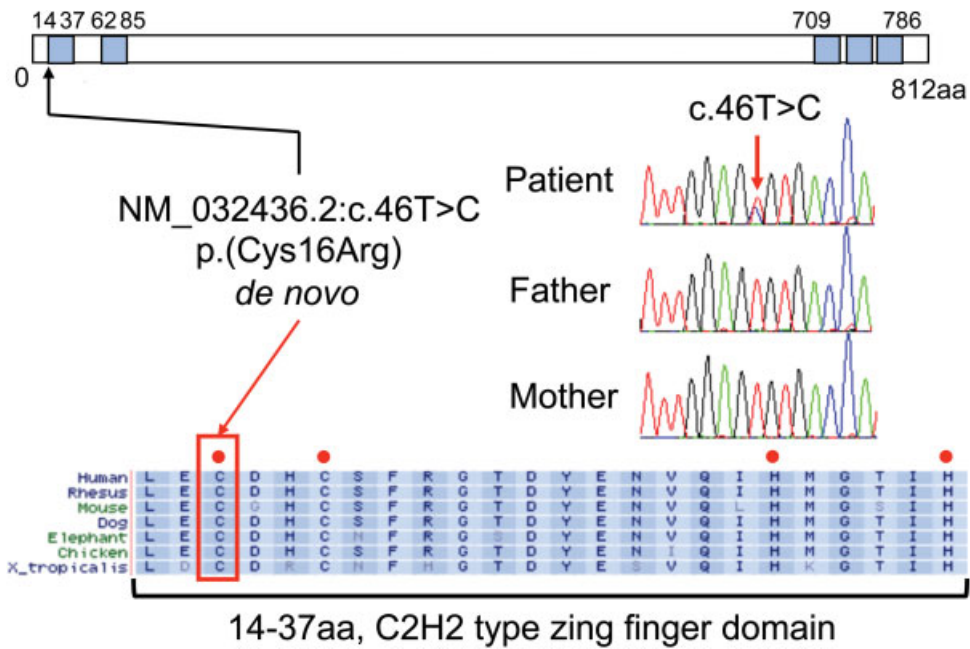 14 37 62 85 709 786
0 812aa
c.46T>C
Patient
NM_032436.2:c.46T>C
p.(Cys16Arg)
de novo
Father
Mother
Human L E C D H C S F R G T D Y E N V Q I H M G T I H
Rhesus L E C D H C S F R G T D Y E N V Q I H M G T I H
Mouse L E C G H C S F R G T D Y E N V Q L H M G S I H
Dog L E C D H C S F R G T D Y E N V Q I H M G T I H
Elephant L E C D H C N F R G S D Y E N V Q I H M G T I H
Chicken L E C D H C S F R G T D Y E N I Q I H M G T I H
X_tropicalis L D C D R C N F H G T D Y E S V Q I H K G T I H
14-37aa, C2H2 type zing finger domain